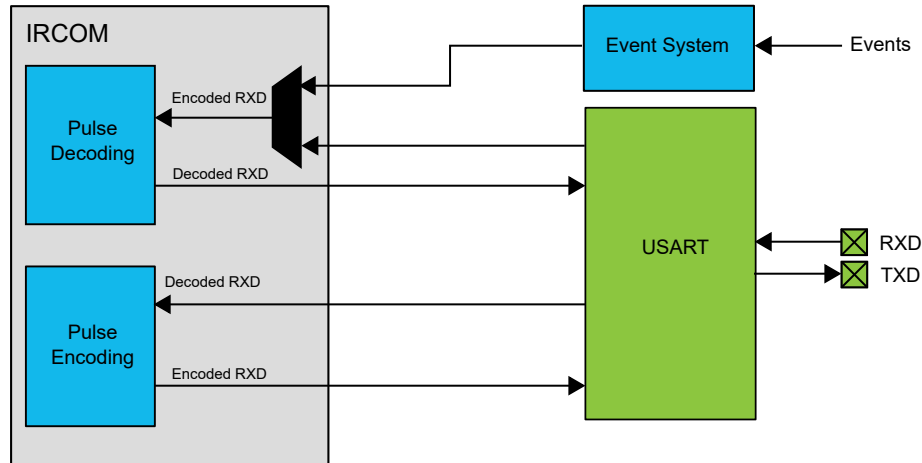 IRCOM
Event System
Events
Encoded RXD
Pulse
Decoding
Decoded RXD
USART
RXD
TXD
Decoded RXD
Pulse
Encoding
Encoded RXD